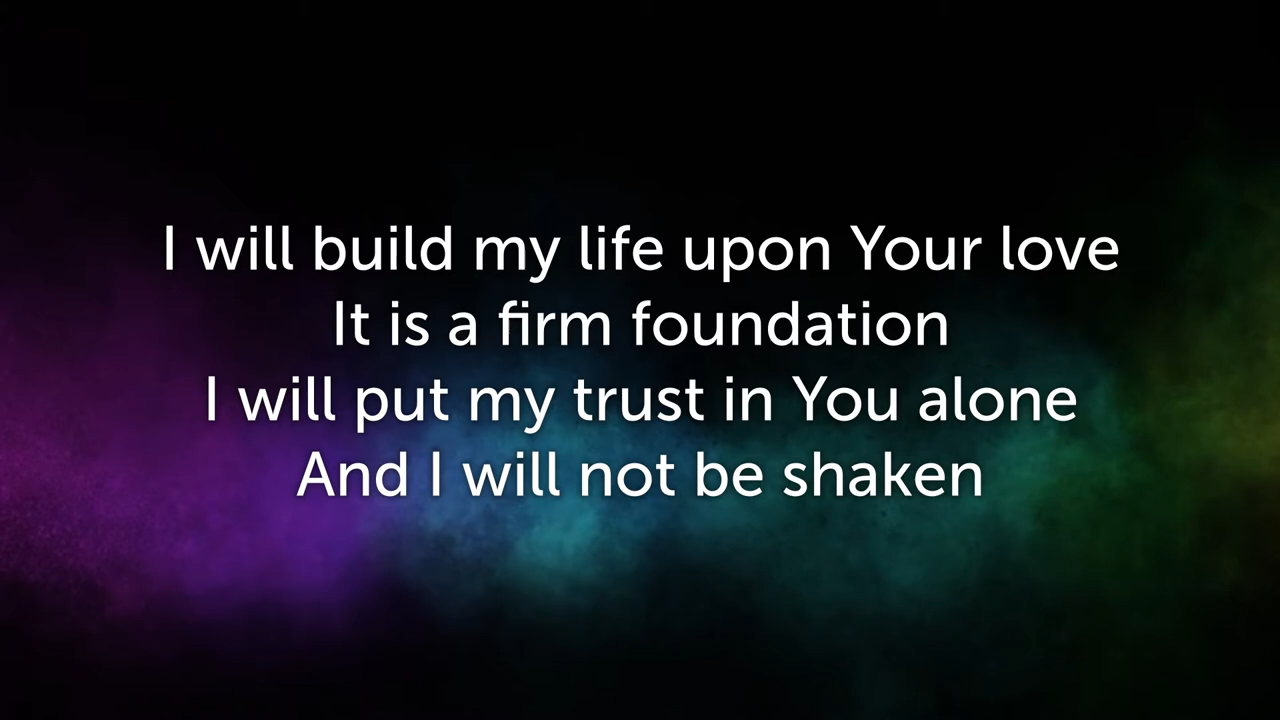 I will build my life upon Your love
It is a firm foundation
I will put my trust in You alone
And I will not be shaken